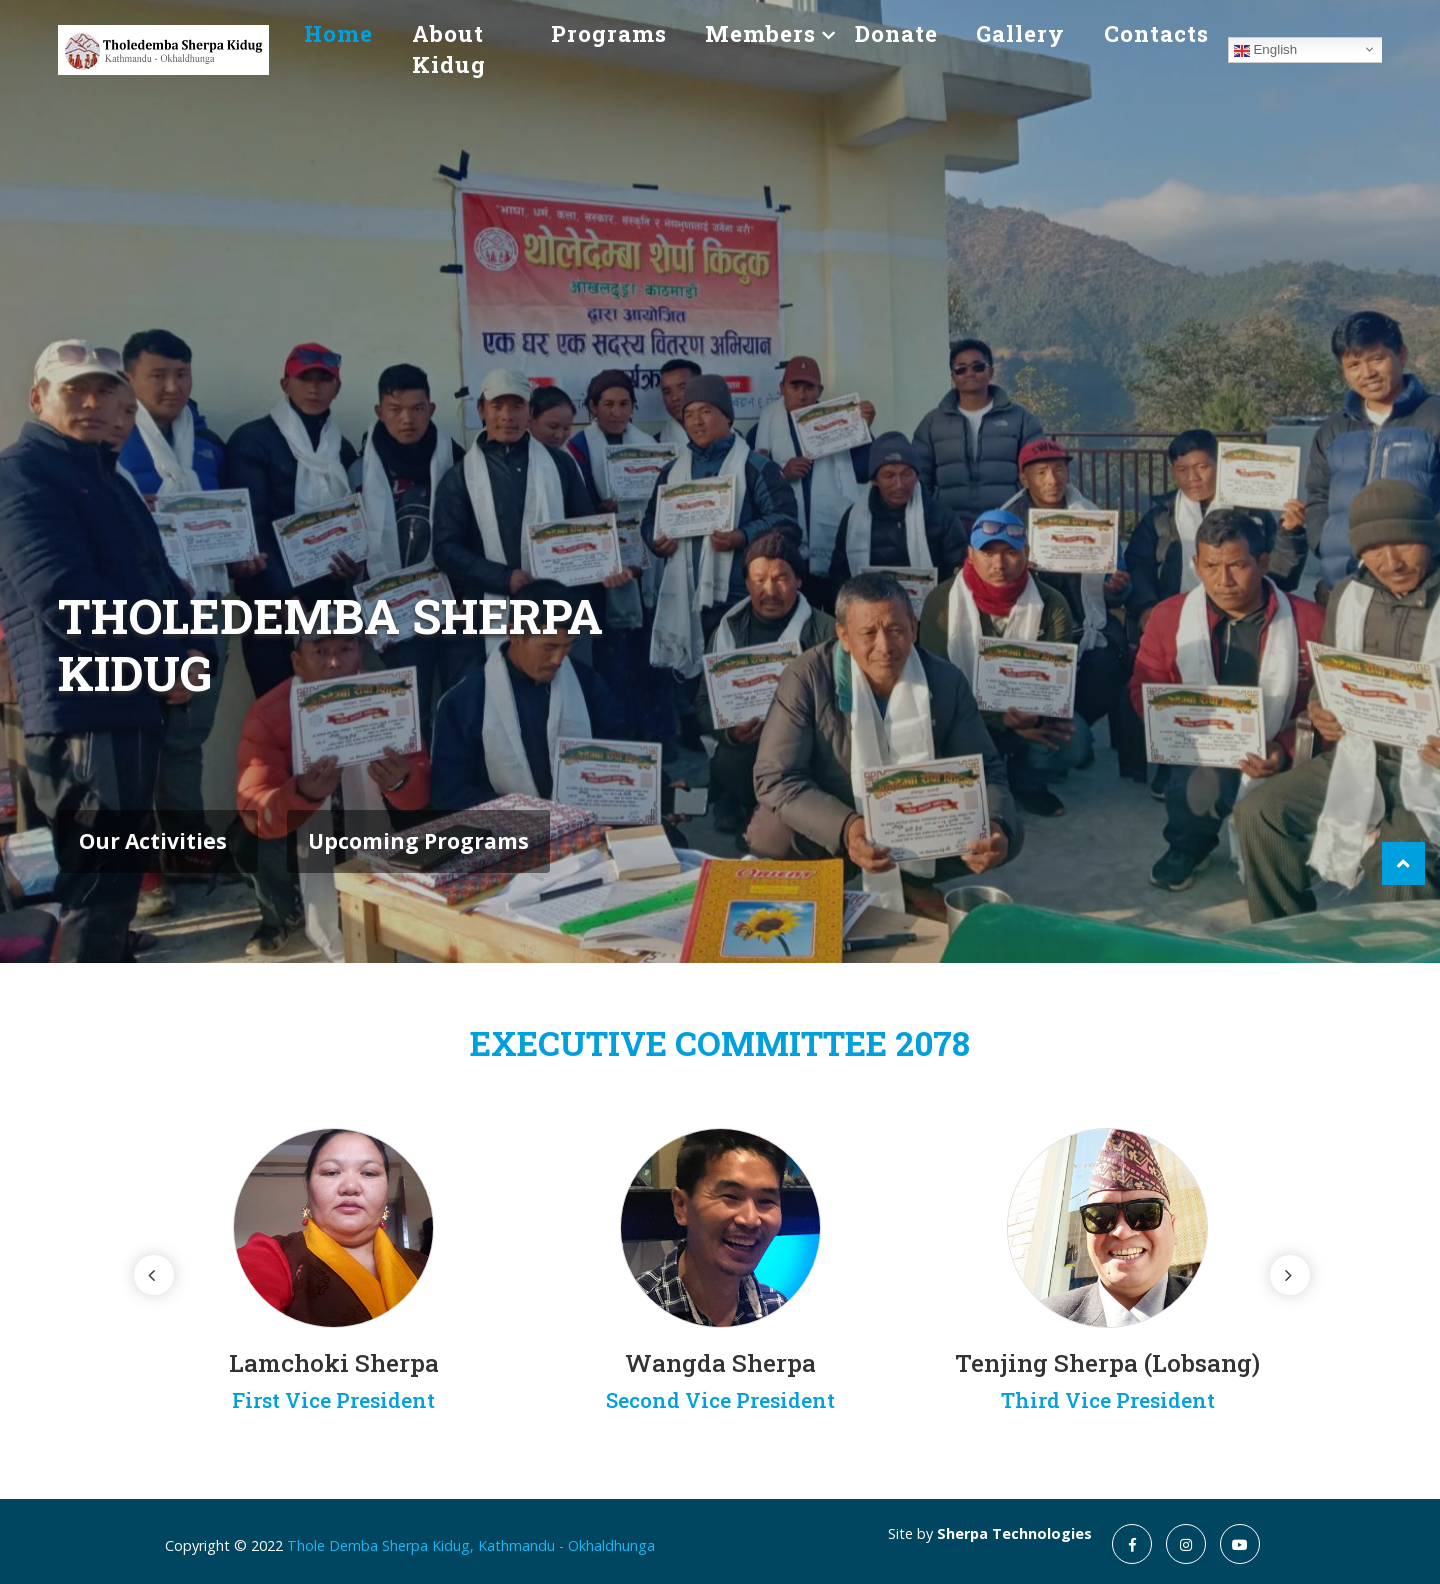 Tholedemba Sherpa Kidug
Kathmandu - Okhaldhunga
Home
About Kidug
Programs
Members
Donate
Gallery
Contacts
English
"भाषा, धर्म, कला, संस्कार, संस्कृति र भेषभुषालाई जर्गेना गरौं"
थोलेदेम्बा शेर्पा किदुक
ओखलढुङ्गा काठमाडौं
द्वारा आयोजित
एक घर एक सदस्य वितरण अभियान
THOLEDEMBA SHERPA
KIDUG
Our Activities
Upcoming Programs
ORIENT
EXECUTIVE COMMITTEE 2078
Lamchoki Sherpa
First Vice President
Wangda Sherpa
Second Vice President
Tenjing Sherpa (Lobsang)
Third Vice President
Site by Sherpa Technologies
Copyright © 2022 Thole Demba Sherpa Kidug, Kathmandu - Okhaldhunga